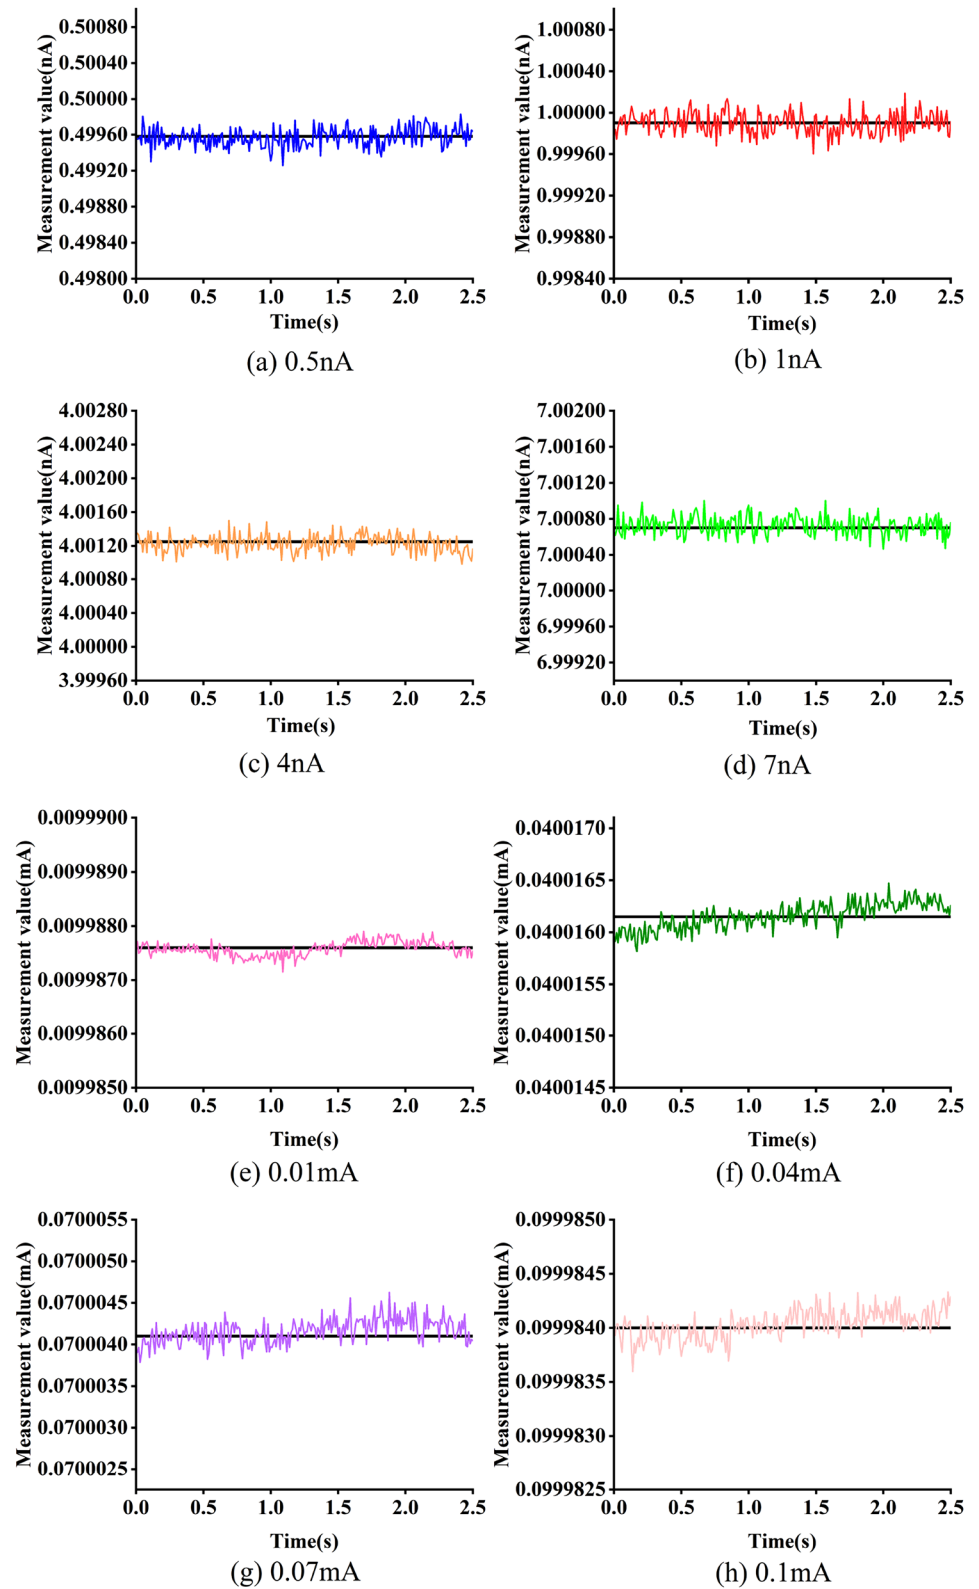 Measurement value(nA)
0.50080
0.50040
0.50000
0.49960
0.49920
0.49880
0.49840
0.49800
0.0 0.5 1.0 1.5 2.0 2.5
Time(s)
(a) 0.5nA
Measurement value(nA)
1.00080
1.00040
1.00000
0.99960
0.99920
0.99880
0.99840
0.0 0.5 1.0 1.5 2.0 2.5
Time(s)
(b) 1nA
Measurement value(nA)
4.00280
4.00240
4.00200
4.00160
4.00120
4.00080
4.00040
4.00000
3.99960
0.0 0.5 1.0 1.5 2.0 2.5
Time(s)
(c) 4nA
Measurement value(nA)
7.00200
7.00160
7.00120
7.00080
7.00040
7.00000
6.99960
6.99920
0.0 0.5 1.0 1.5 2.0 2.5
Time(s)
(d) 7nA
Measurement value(mA)
0.0099900
0.0099890
0.0099880
0.0099870
0.0099860
0.0099850
0.0 0.5 1.0 1.5 2.0 2.5
Time(s)
(e) 0.01mA
Measurement value(mA)
0.0400170
0.0400165
0.0400160
0.0400155
0.0400150
0.0400145
0.0 0.5 1.0 1.5 2.0 2.5
Time(s)
(f) 0.04mA
Measurement value(mA)
0.0700055
0.0700050
0.0700045
0.0700040
0.0700035
0.0700030
0.0700025
0.0 0.5 1.0 1.5 2.0 2.5
Time(s)
(g) 0.07mA
Measurement value(mA)
0.0999850
0.0999845
0.0999840
0.0999835
0.0999830
0.0999825
0.0 0.5 1.0 1.5 2.0 2.5
Time(s)
(h) 0.1mA